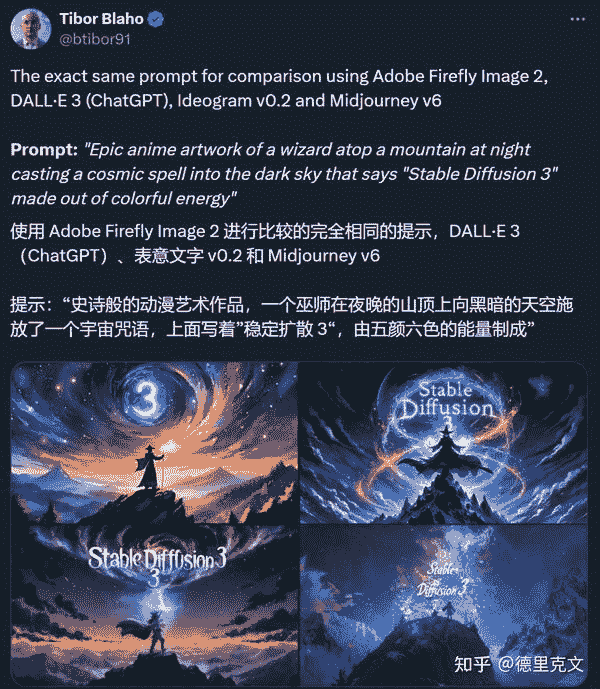 Tibor Blaho
@btibor91
The exact same prompt for comparison using Adobe Firefly Image 2,
DALL·E 3 (ChatGPT), Ideogram v0.2 and Midjourney v6
Prompt: "Epic anime artwork of a wizard atop a mountain at night
casting a cosmic spell into the dark sky that says "Stable Diffusion 3"
made out of colorful energy"
使用 Adobe Firefly Image 2 进行比较的完全相同的提示，DALL·E 3
（ChatGPT）、表意文字 v0.2 和 Midjourney v6
提示：“史诗般的动漫艺术作品，一个巫师在夜晚的山顶上向黑暗的天空施
放了一个宇宙咒语，上面写着”稳定扩散 3“，由五颜六色的能量制成”
3
Stable
Diffusion
3
Stable Difffusion 3
3
Stable
Diffusion 3
知乎 @德里克文